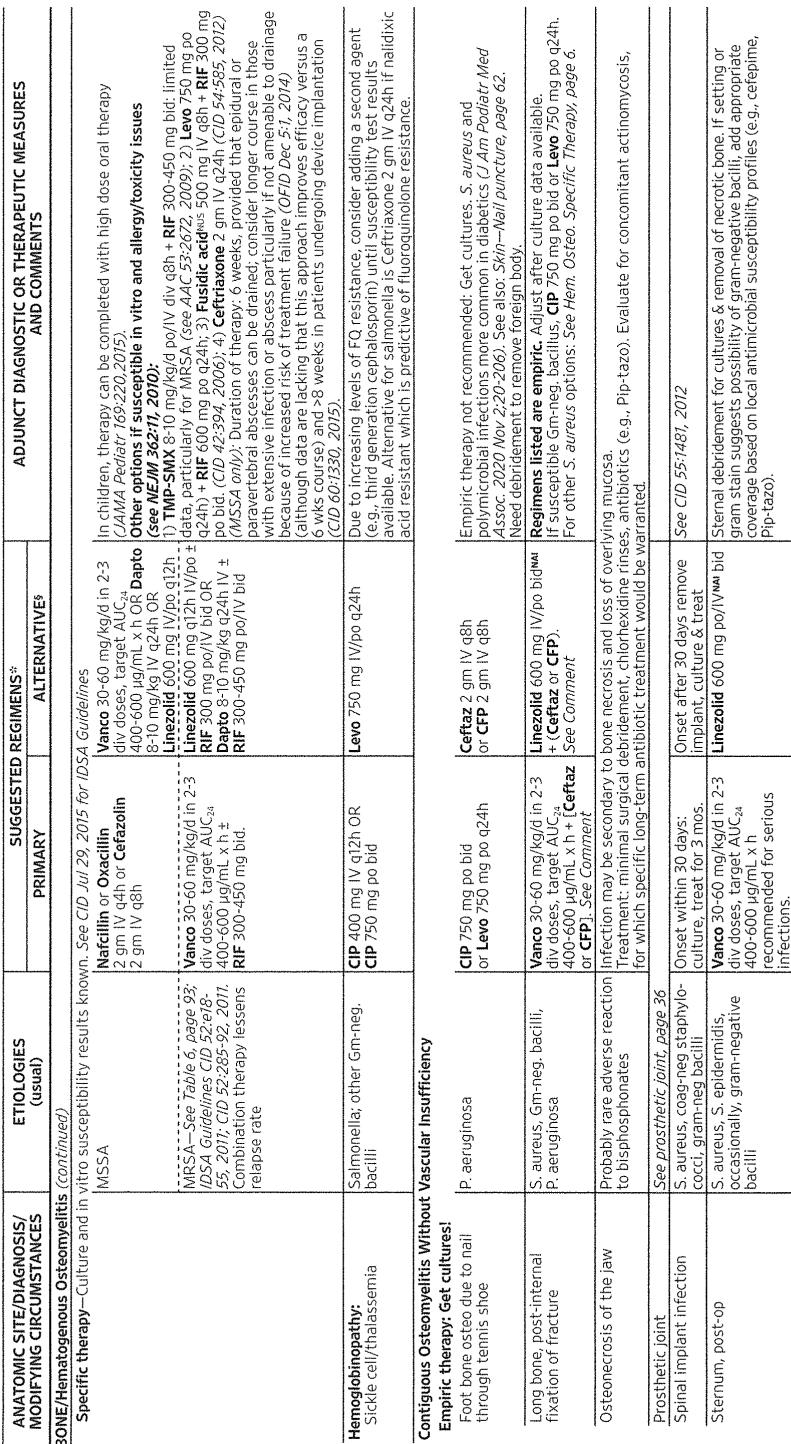 ANATOMIC SITE/DIAGNOSIS/
MODIFYING CIRCUMSTANCES
ETIOLOGIES
(usual)
SUGGESTED REGIMENS*
PRIMARY
ALTERNATIVE§
ADJUNCT DIAGNOSTIC OR THERAPEUTIC MEASURES
AND COMMENTS
BONE/Hematogenous Osteomyelitis (continued)
Specific therapy—Culture and in vitro susceptibility results known. See CID Jul 29, 2015 for IDSA Guidelines
MSSA
Nafcillin or Oxacillin
2 gm IV q4h or Cefazolin
2 gm IV q8h
Vanco 30-60 mg/kg/d in 2-3
div doses, target AUC24
400-600 µg/mL x h OR Dapto
8-10 mg/kg IV q24h OR
Linezolid 600 mg IV/po q12h
In children, therapy can be completed with high dose oral therapy
(JAMA Pediatr 169:220,2015).
Other options if susceptible in vitro and allergy/toxicity issues
(see NEJM 362:11, 2010):
1) TMP-SMX 8-10 mg/kg/d po/IV div q8h + RIF 300-450 mg bid: limited
data, particularly for MRSA (see AAC 53:2672, 2009); 2) Levo 750 mg po
q24h) + RIF 600 mg po q24h; 3) Fusidic acidNUS 500 mg IV q8h + RIF 300 mg
po bid. (CID 42:394, 2006); 4) Ceftriaxone 2 gm IV q24h (CID 54:585, 2012)
(MSSA only); Duration of therapy: 6 weeks, provided that epidural or
paravertebral abscesses can be drained; consider longer course in those
with extensive infection or abscess particularly if not amenable to drainage
because of increased risk of treatment failure (OFID Dec 5:1, 2014)
(although data are lacking that this approach improves efficacy versus a
6 wks course) and >8 weeks in patients undergoing device implantation
(CID 60:1330, 2015).
MRSA—See Table 6, page 93;
IDSA Guidelines CID 52:e18-
55, 2011; CID 52:285-92, 2011.
Combination therapy lessens
relapse rate
Vanco 30-60 mg/kg/d in 2-3
div doses, target AUC24
400-600 µg/mL x h ±
RIF 300-450 mg bid.
Linezolid 600 mg q12h IV/po ±
RIF 300 mg po/IV bid OR
Dapto 8-10 mg/kg q24h IV ±
RIF 300-450 mg po/IV bid
Hemoglobinopathy:
Sickle cell/thalassemia
Salmonella; other Gm-neg.
bacilli
CIP 400 mg IV q12h OR
CIP 750 mg po bid
Levo 750 mg IV/po q24h
Due to increasing levels of FQ resistance, consider adding a second agent
(e.g., third generation cephalosporin) until susceptibility test results
available. Alternative for salmonella is Ceftriaxone 2 gm IV q24h if nalidixic
acid resistant which is predictive of fluoroquinolone resistance.
Contiguous Osteomyelitis Without Vascular Insufficiency
Empiric therapy: Get cultures!
Foot bone osteo due to nail
through tennis shoe
P. aeruginosa
CIP 750 mg po bid
or Levo 750 mg po q24h
Ceftaz 2 gm IV q8h
or CFP 2 gm IV q8h
Empiric therapy not recommended: Get cultures. S. aureus and
polymicrobial infections more common in diabetics (J Am Podiatr Med
Assoc. 2020 Nov 2;20-206). See also: Skin—Nail puncture, page 62.
Need debridement to remove foreign body.
Long bone, post-internal
fixation of fracture
S. aureus, Gm-neg. bacilli,
P. aeruginosa
Vanco 30-60 mg/kg/d in 2-3
div doses, target AUC24
400-600 µg/mL x h + [Ceftaz
or CFP]. See Comment
Linezolid 600 mg IV/po bidNAI
+ (Ceftaz or CFP).
See Comment
Regimens listed are empiric. Adjust after culture data available.
If susceptible Gm-neg. bacillus, CIP 750 mg po bid or Levo 750 mg po q24h.
For other S. aureus options: See Hem. Osteo. Specific Therapy, page 6.
Osteonecrosis of the jaw
Probably rare adverse reaction
to bisphosphonates
Infection may be secondary to bone necrosis and loss of overlying mucosa.
Treatment: minimal surgical debridement, chlorhexidine rinses, antibiotics (e.g., Pip-tazo). Evaluate for concomitant actinomycosis,
for which specific long-term antibiotic treatment would be warranted.
Prosthetic joint
See prosthetic joint, page 36
Spinal implant infection
S. aureus, coag-neg staphylo-
cocci, gram-neg bacilli
Onset within 30 days:
culture, treat for 3 mos.
Onset after 30 days remove
implant, culture & treat
See CID 55:1481, 2012
Sternum, post-op
S. aureus, S. epidermidis,
occasionally, gram-negative
bacilli
Vanco 30-60 mg/kg/d in 2-3
div doses, target AUC24
400-600 µg/mL x h
recommended for serious
infections.
Linezolid 600 mg po/IVNAI bid
Sternal debridement for cultures & removal of necrotic bone. If setting or
gram stain suggests possibility of gram-negative bacilli, add appropriate
coverage based on local antimicrobial susceptibility profiles (e.g., cefepime,
Pip-tazo).